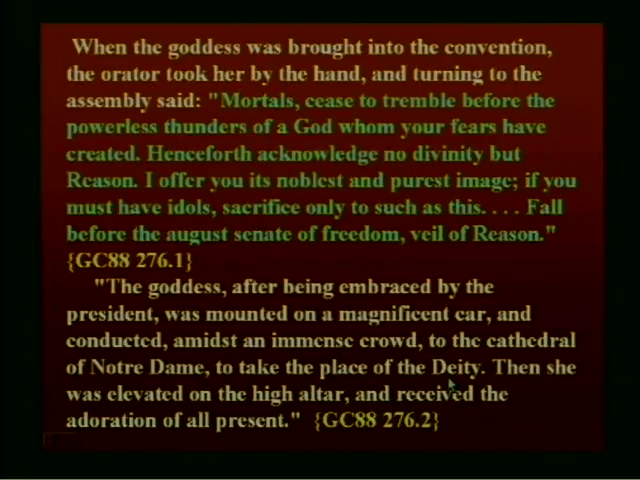 When the goddess was brought into the convention,
the orator took her by the hand, and turning to the
assembly said: "Mortals, cease to tremble before the
powerless thunders of a God whom your fears have
created. Henceforth acknowledge no divinity but
Reason. I offer you its noblest and purest image; if you
must have idols, sacrifice only to such as this. . . . Fall
before the august senate of freedom, veil of Reason."
{GC88 276.1}
"The goddess, after being embraced by the
president, was mounted on a magnificent car, and
conducted, amidst an immense crowd, to the cathedral
of Notre Dame, to take the place of the Deity. Then she
was elevated on the high altar, and received the
adoration of all present." {GC88 276.2}